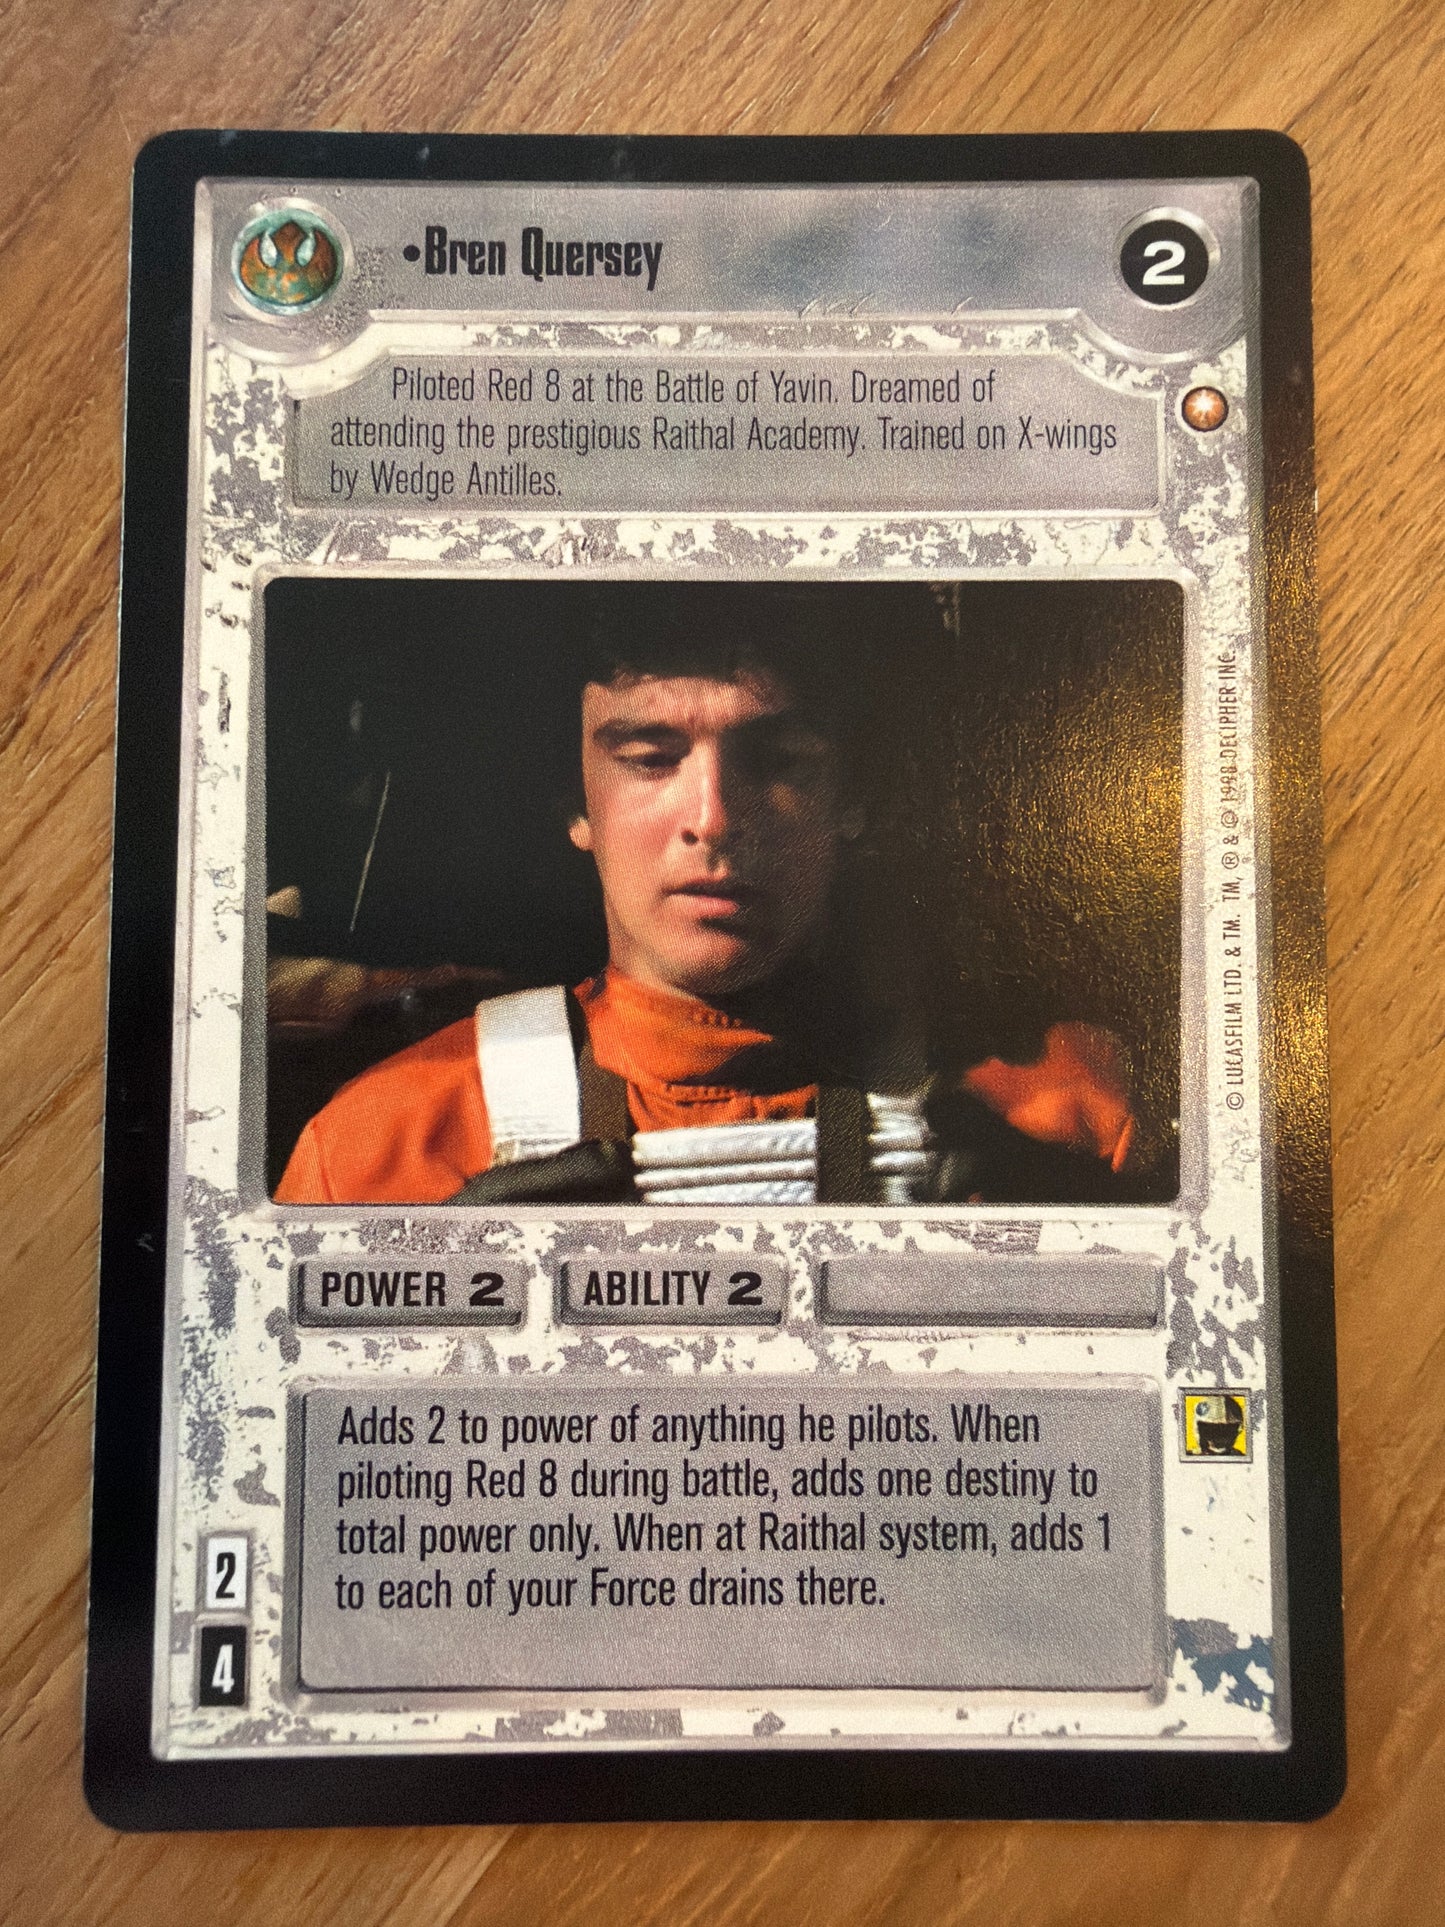 •Bren Quersey
2
Piloted Red 8 at the Battle of Yavin. Dreamed of
attending the prestigious Raithal Academy. Trained on X-wings
by Wedge Antilles.
© LUCASFILM LTD. & TM. TM, ® & © 1998 DECIPHER INC.
POWER 2
ABILITY 2
Adds 2 to power of anything he pilots. When
piloting Red 8 during battle, adds one destiny to
total power only. When at Raithal system, adds 1
to each of your Force drains there.
2
4